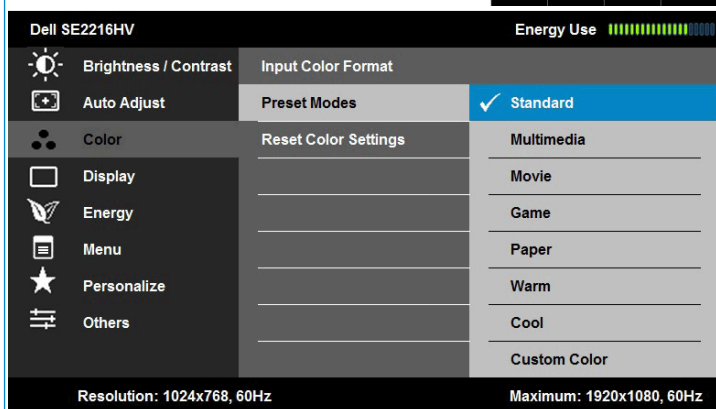 Dell SE2216HV Energy Use
Brightness / Contrast Input Color Format
Auto Adjust Preset Modes Standard
Color Reset Color Settings Multimedia
Display Movie
Energy Game
Menu Paper
Personalize Warm
Others Cool
Custom Color
Resolution: 1024x768, 60Hz Maximum: 1920x1080, 60Hz